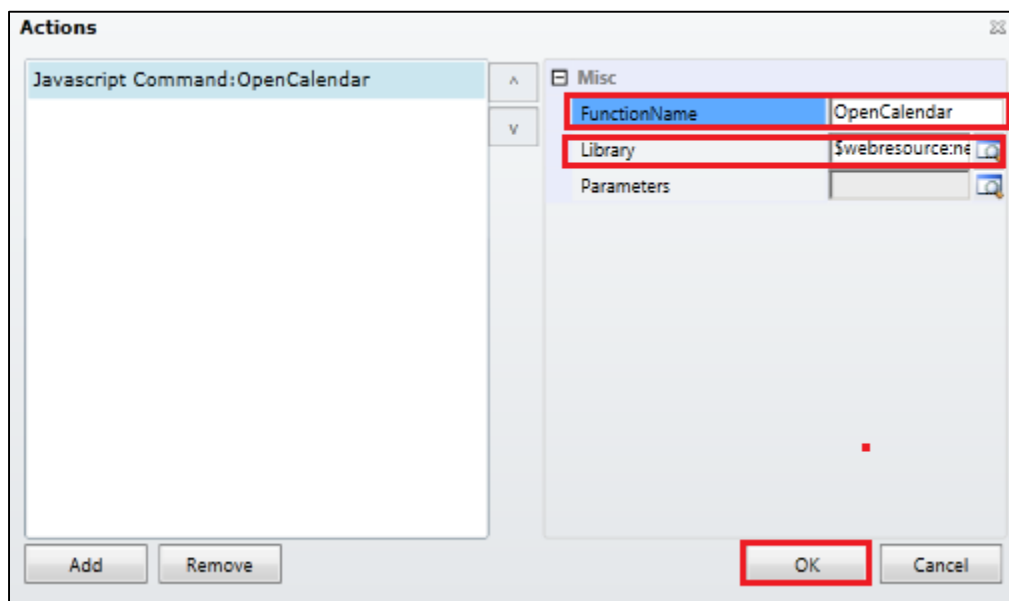 Actions
Javascript Command:OpenCalendar
Misc
FunctionName OpenCalendar
Library $webresource:ne
Parameters
Add Remove OK Cancel